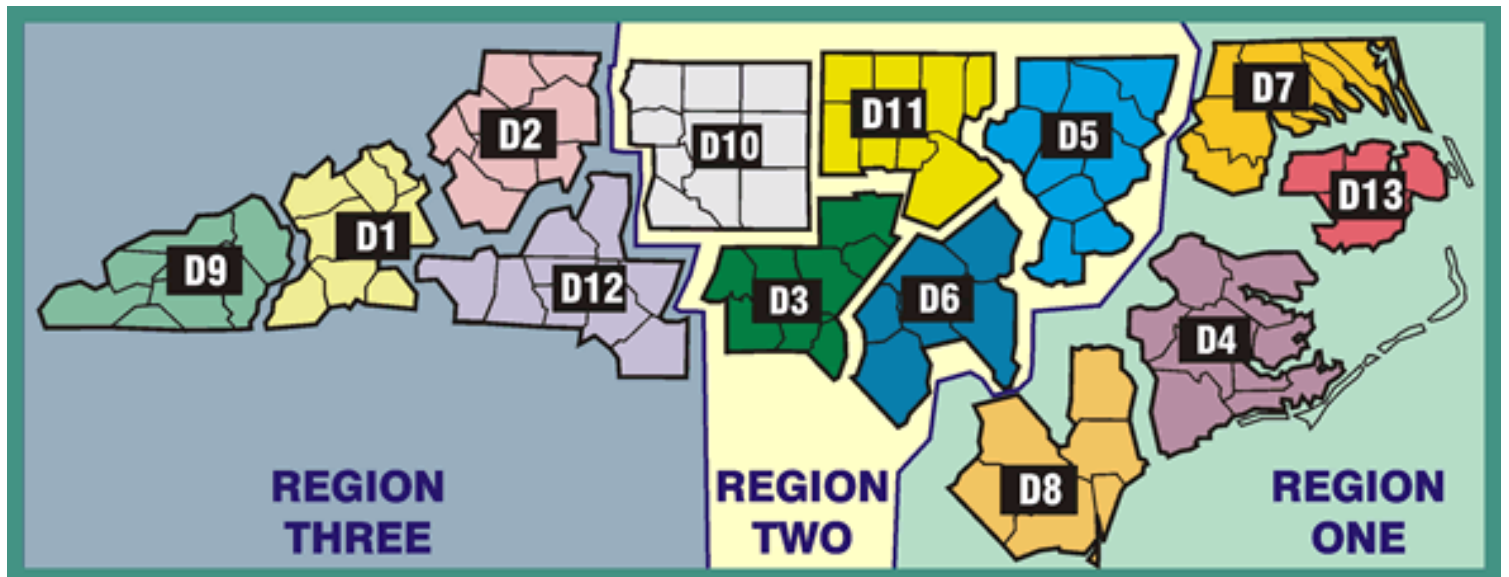 D2
D10
D11
D5
D7
D13
D9
D1
D12
D3
D6
D4
D8
REGION
THREE
REGION
TWO
REGION
ONE